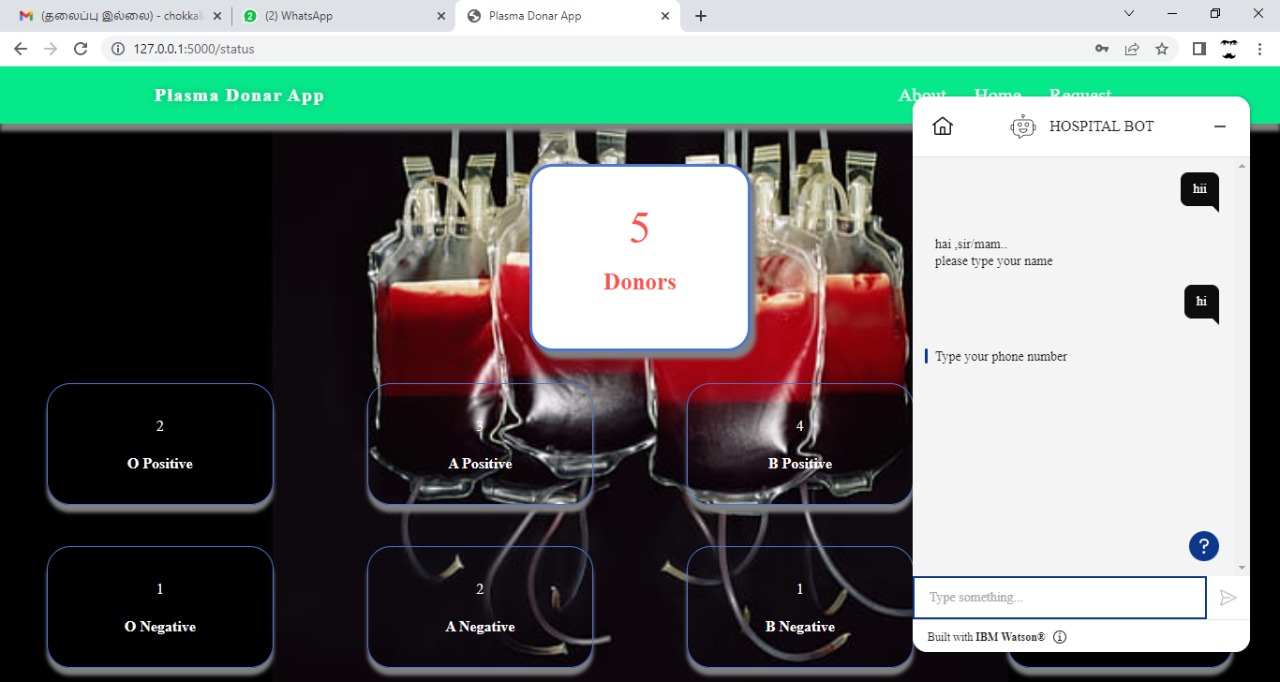 (தலைப்பு இல்லை) - chokkali
(2) WhatsApp
Plasma Donar App
127.0.0.1:5000/status
Plasma Donar App
About Home Request
HOSPITAL BOT
hii
hai ,sir/mam..
please type your name
hi
Type your phone number
5
Donors
2
O Positive
3
A Positive
4
B Positive
1
O Negative
2
A Negative
1
B Negative
?
Type something...
Built with IBM Watson®